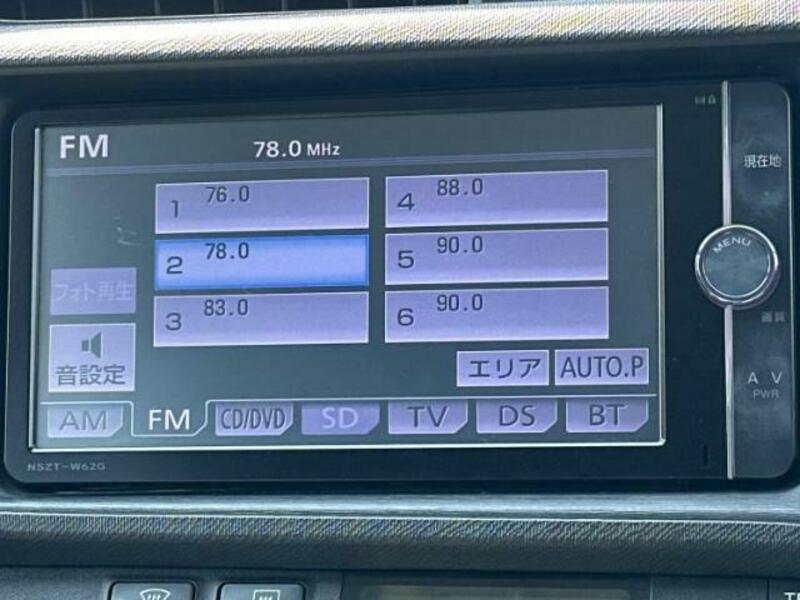 FM
78.0 MHz
1 76.0
4 88.0
2 78.0
5 90.0
3 83.0
6 90.0
フォト再生
音設定
エリア
AUTO.P
AM
FM
CD/DVD
SD
TV
DS
BT
NSZT-W62G
現在地
MENU
画質
A V
PWR